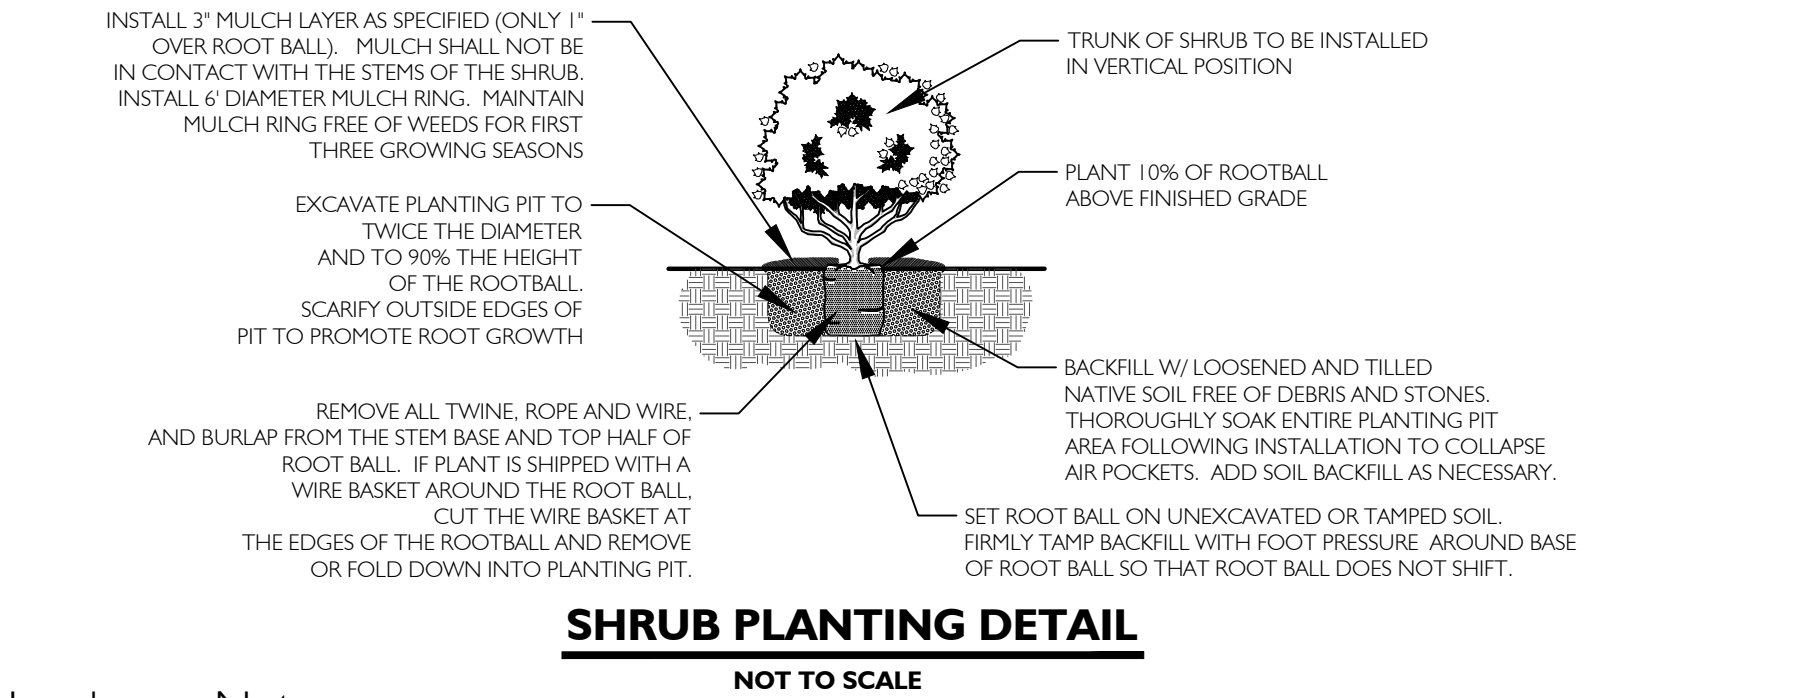 INSTALL 3" MULCH LAYER AS SPECIFIED (ONLY 1"
OVER ROOT BALL). MULCH SHALL NOT BE
IN CONTACT WITH THE STEMS OF THE SHRUB.
INSTALL 6' DIAMETER MULCH RING. MAINTAIN
MULCH RING FREE OF WEEDS FOR FIRST
THREE GROWING SEASONS
EXCAVATE PLANTING PIT TO
TWICE THE DIAMETER
AND TO 90% THE HEIGHT
OF THE ROOTBALL.
SCARIFY OUTSIDE EDGES OF
PIT TO PROMOTE ROOT GROWTH
REMOVE ALL TWINE, ROPE AND WIRE,
AND BURLAP FROM THE STEM BASE AND TOP HALF OF
ROOT BALL. IF PLANT IS SHIPPED WITH A
WIRE BASKET AROUND THE ROOT BALL,
CUT THE WIRE BASKET AT
THE EDGES OF THE ROOTBALL AND REMOVE
OR FOLD DOWN INTO PLANTING PIT.
TRUNK OF SHRUB TO BE INSTALLED
IN VERTICAL POSITION
PLANT 10% OF ROOTBALL
ABOVE FINISHED GRADE
BACKFILL W/ LOOSENED AND TILLED
NATIVE SOIL FREE OF DEBRIS AND STONES.
THOROUGHLY SOAK ENTIRE PLANTING PIT
AREA FOLLOWING INSTALLATION TO COLLAPSE
AIR POCKETS. ADD SOIL BACKFILL AS NECESSARY.
SET ROOT BALL ON UNEXCAVATED OR TAMPED SOIL.
FIRMLY TAMP BACKFILL WITH FOOT PRESSURE AROUND BASE
OF ROOT BALL SO THAT ROOT BALL DOES NOT SHIFT.
SHRUB PLANTING DETAIL
NOT TO SCALE